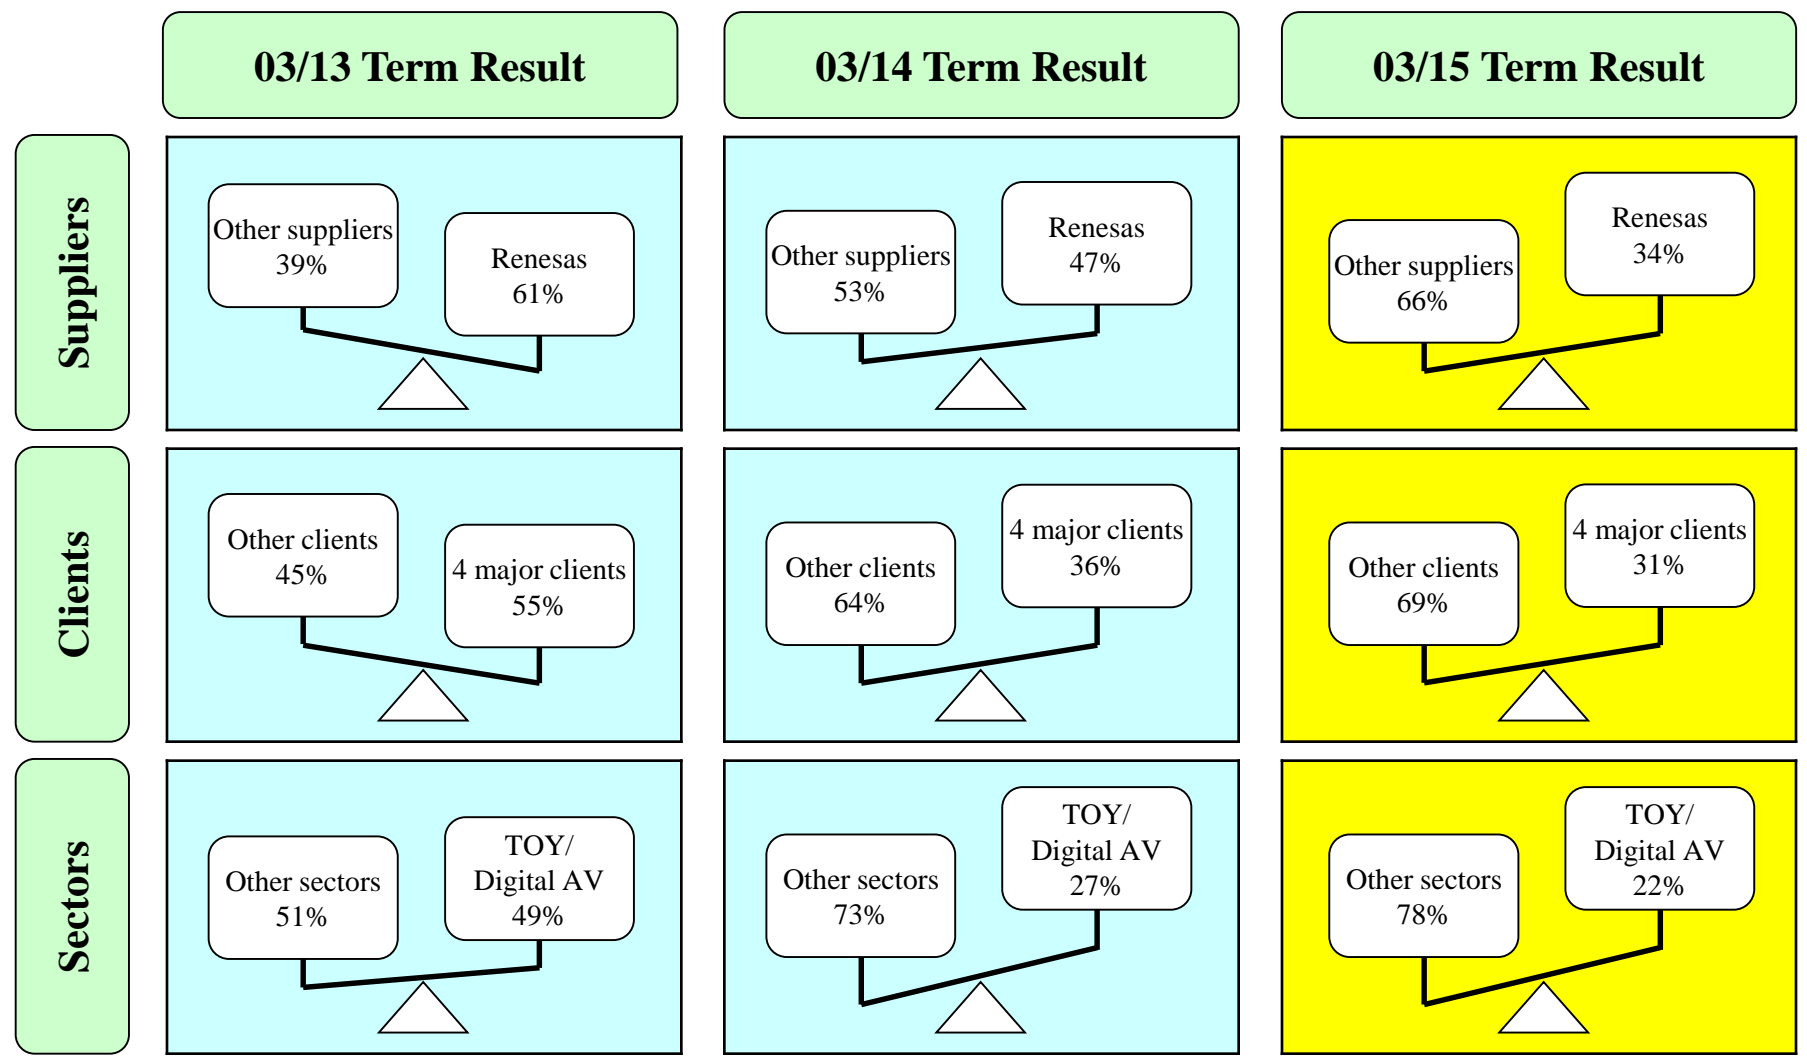 03/13 Term Result
03/14 Term Result
03/15 Term Result
Suppliers
Other suppliers
39%
Renesas
61%
Other suppliers
53%
Renesas
47%
Other suppliers
66%
Renesas
34%
Clients
Other clients
45%
4 major clients
55%
Other clients
64%
4 major clients
36%
Other clients
69%
4 major clients
31%
Sectors
Other sectors
51%
TOY/
Digital AV
49%
Other sectors
73%
TOY/
Digital AV
27%
Other sectors
78%
TOY/
Digital AV
22%